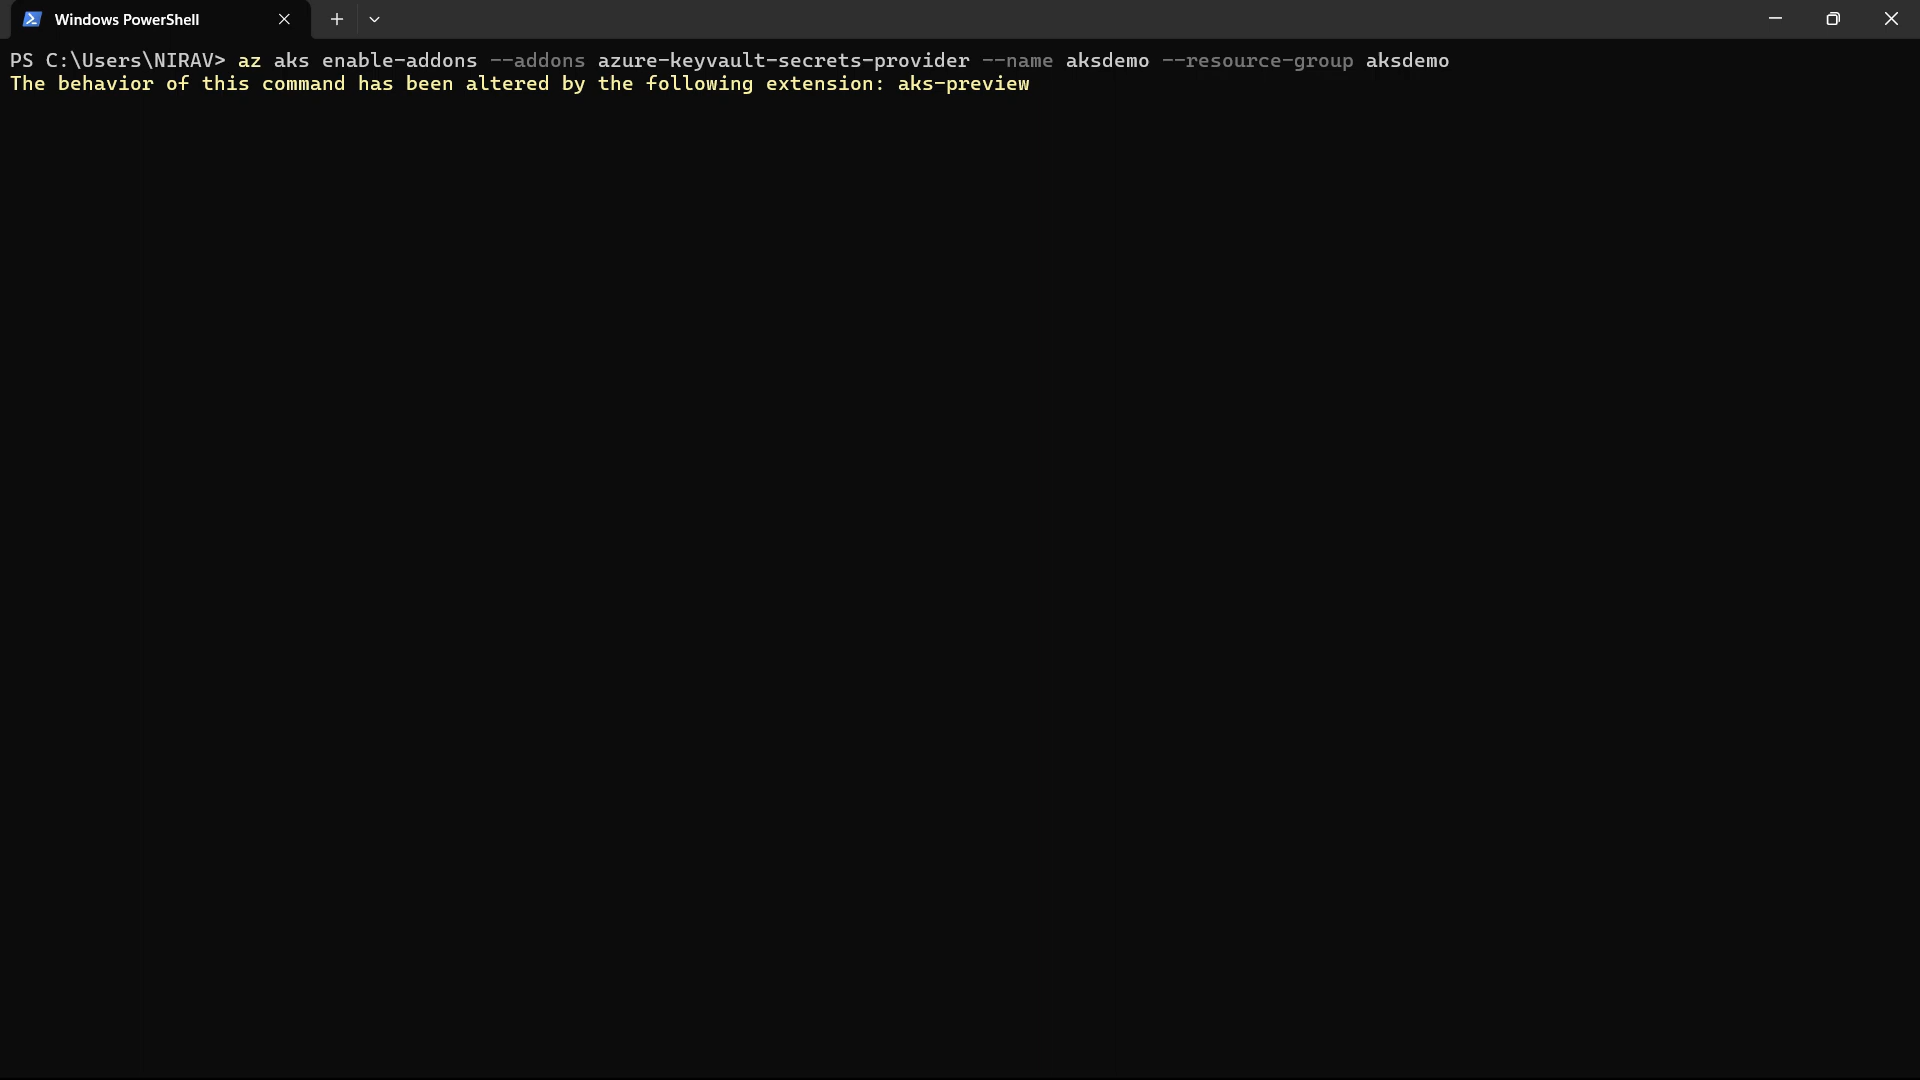 Windows PowerShell
PS C:\Users\NIRAV> az aks enable-addons --addons azure-keyvault-secrets-provider --name aksdemo --resource-group aksdemo
The behavior of this command has been altered by the following extension: aks-preview